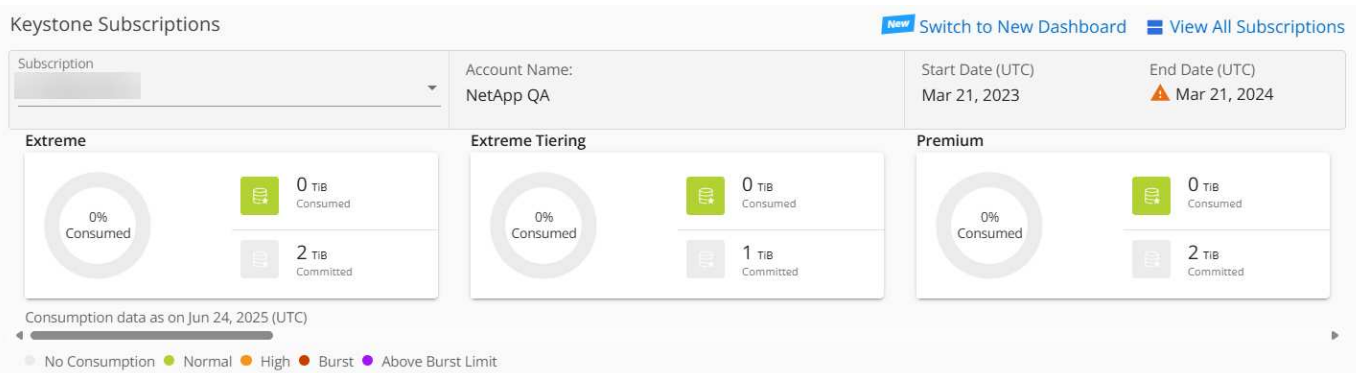 Keystone Subscriptions
New Switch to New Dashboard View All Subscriptions
Subscription
Account Name:
NetApp QA
Start Date (UTC)
Mar 21, 2023
End Date (UTC)
Mar 21, 2024
Extreme
0%
Consumed
0 TiB
Consumed
2 TiB
Committed
Extreme Tiering
0%
Consumed
0 TiB
Consumed
1 TiB
Committed
Premium
0%
Consumed
0 TiB
Consumed
2 TiB
Committed
Consumption data as on Jun 24, 2025 (UTC)
No Consumption Normal High Burst Above Burst Limit